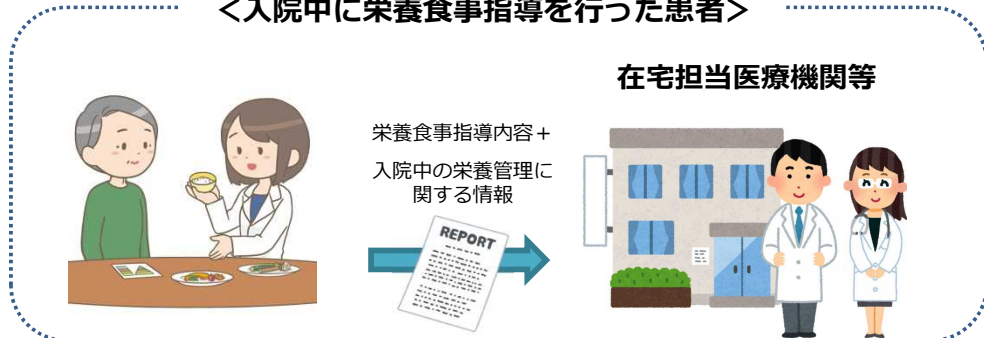 ＜入院中に栄養食事指導を行った患者＞
在宅担当医療機関等
栄養食事指導内容＋
入院中の栄養管理に
関する情報
REPORT